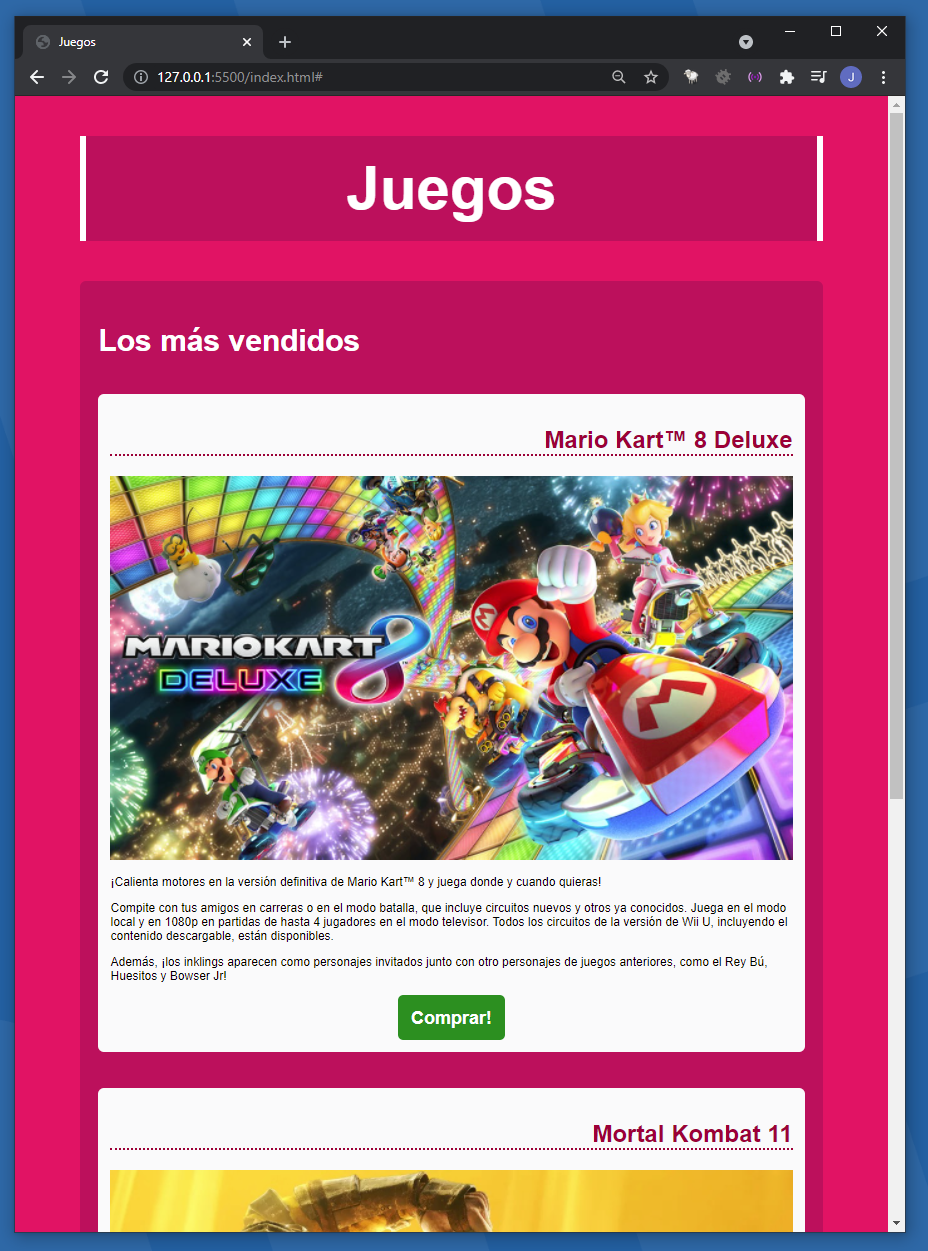 Juegos
127.0.0.1:5500/index.html#
J
Juegos
Los más vendidos
Mario Kart™ 8 Deluxe
MARIOKART 8
DELUXE
¡Calienta motores en la versión definitiva de Mario Kart™ 8 y juega donde y cuando quieras!
Compite con tus amigos en carreras o en el modo batalla, que incluye circuitos nuevos y otros ya conocidos. Juega en el modo
local y en 1080p en partidas de hasta 4 jugadores en el modo televisor. Todos los circuitos de la versión de Wii U, incluyendo el
contenido descargable, están disponibles.
Además, ¡los inklings aparecen como personajes invitados junto con otro personajes de juegos anteriores, como el Rey Bú,
Huesitos y Bowser Jr!
Comprar!
Mortal Kombat 11